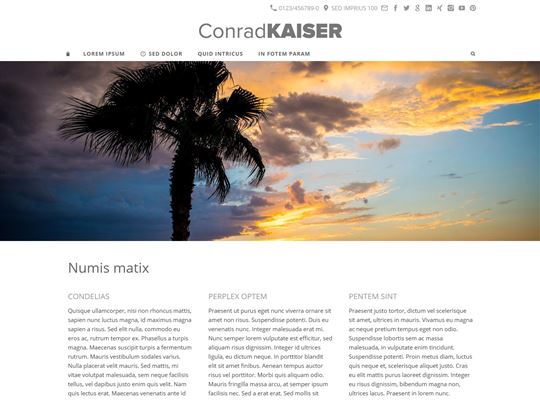 0123/456789-0 SED IMPRIUS 100
ConradKAISER
LOREM IPSUM SED DOLOR QUID INTRICUS IN FOTEM PARAM
Numis matix
CONDELIAS
Quisque ullamcorper, nisi non rhoncus mattis,
sapien nunc luctus magna, id maximus magna
sapien a risus. Sed elit nulla, commodo eu
eros ac, rutrum tempor ex. Phasellus a turpis
magna. Maecenas suscipit turpis a fermentum
rutrum. Mauris vestibulum sodales varius.
Nulla placerat velit mauris. Sed mattis, mi
vitae volutpat malesuada, sem neque facilisis
tellus, vel dapibus justo enim quis velit. Nam
quis lectus erat. Maecenas venenatis ante id
PERPLEX OPTEM
Praesent ut purus eget nunc viverra ornare sit
amet non risus. Suspendisse potenti. Duis eu
venenatis nunc. Integer malesuada erat mi.
Nunc semper lorem vulputate est efficitur, sed
aliquam risus dignissim. Integer id ultrices
ligula, eu dictum neque. In porttitor blandit
elit sit amet finibus. Aenean tempus auctor
risus vel porttitor. Morbi quis aliquam odio.
Mauris fringilla massa arcu, at semper ipsum
facilisis nec. Sed a erat erat. Sed mollis sit
PENTEM SINT
Praesent justo tortor, dictum vel scelerisque
sit amet, ultrices in mauris. Vivamus eu magna
ac neque pretium tempus eget non odio.
Suspendisse lobortis sem ac massa
malesuada, in vulputate enim tincidunt.
Suspendisse potenti. Proin metus diam, luctus
quis neque et, scelerisque aliquet justo. Cras
eu elit mattis, pretium justo eget, dignissim
risus. Integer eu risus dignissim, bibendum magna non,
ultrices lacus. Praesent in lorem nunc.